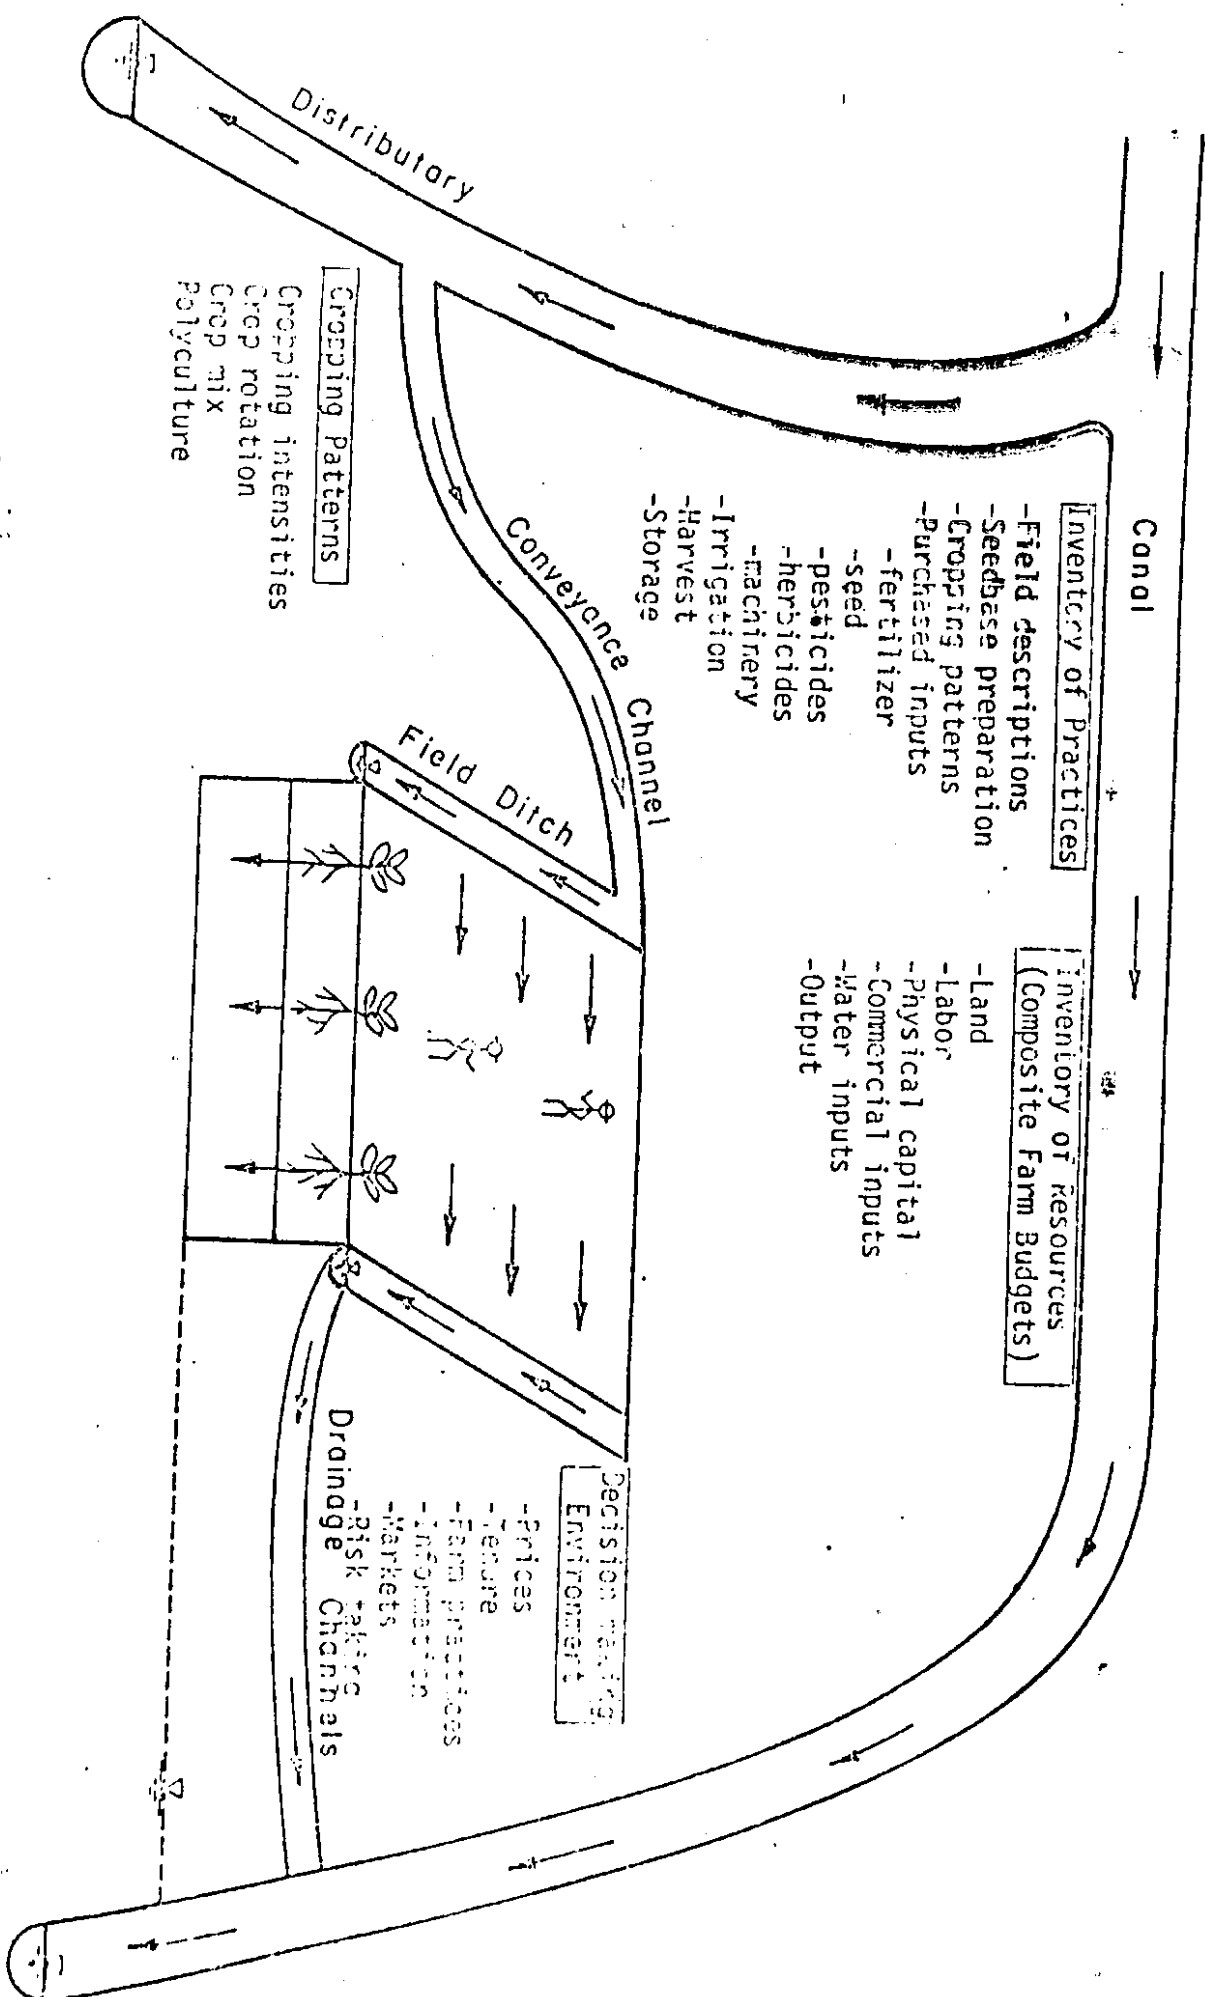 Canal
Inventory of Practices
-Field descriptions
-Seedbase preparation
-Cropping patterns
-Purchased inputs
-fertilizer
-seed
-pesticides
-herbicides
-machinery
-Irrigation
-Harvest
-Storage
Inventory of Resources
(Composite Farm Budgets)
-Land
-Labor
-Physical capital
-Commercial inputs
-Water inputs
-Output
Distributary
Conveyance Channel
Field Ditch
Cropping Patterns
Cropping intensities
Crop rotation
Crop mix
Polyculture
Decision making
Environment
-Prices
-Tenure
-Farm practices
-Information
-Markets
-Risk taking
Drainage Channels